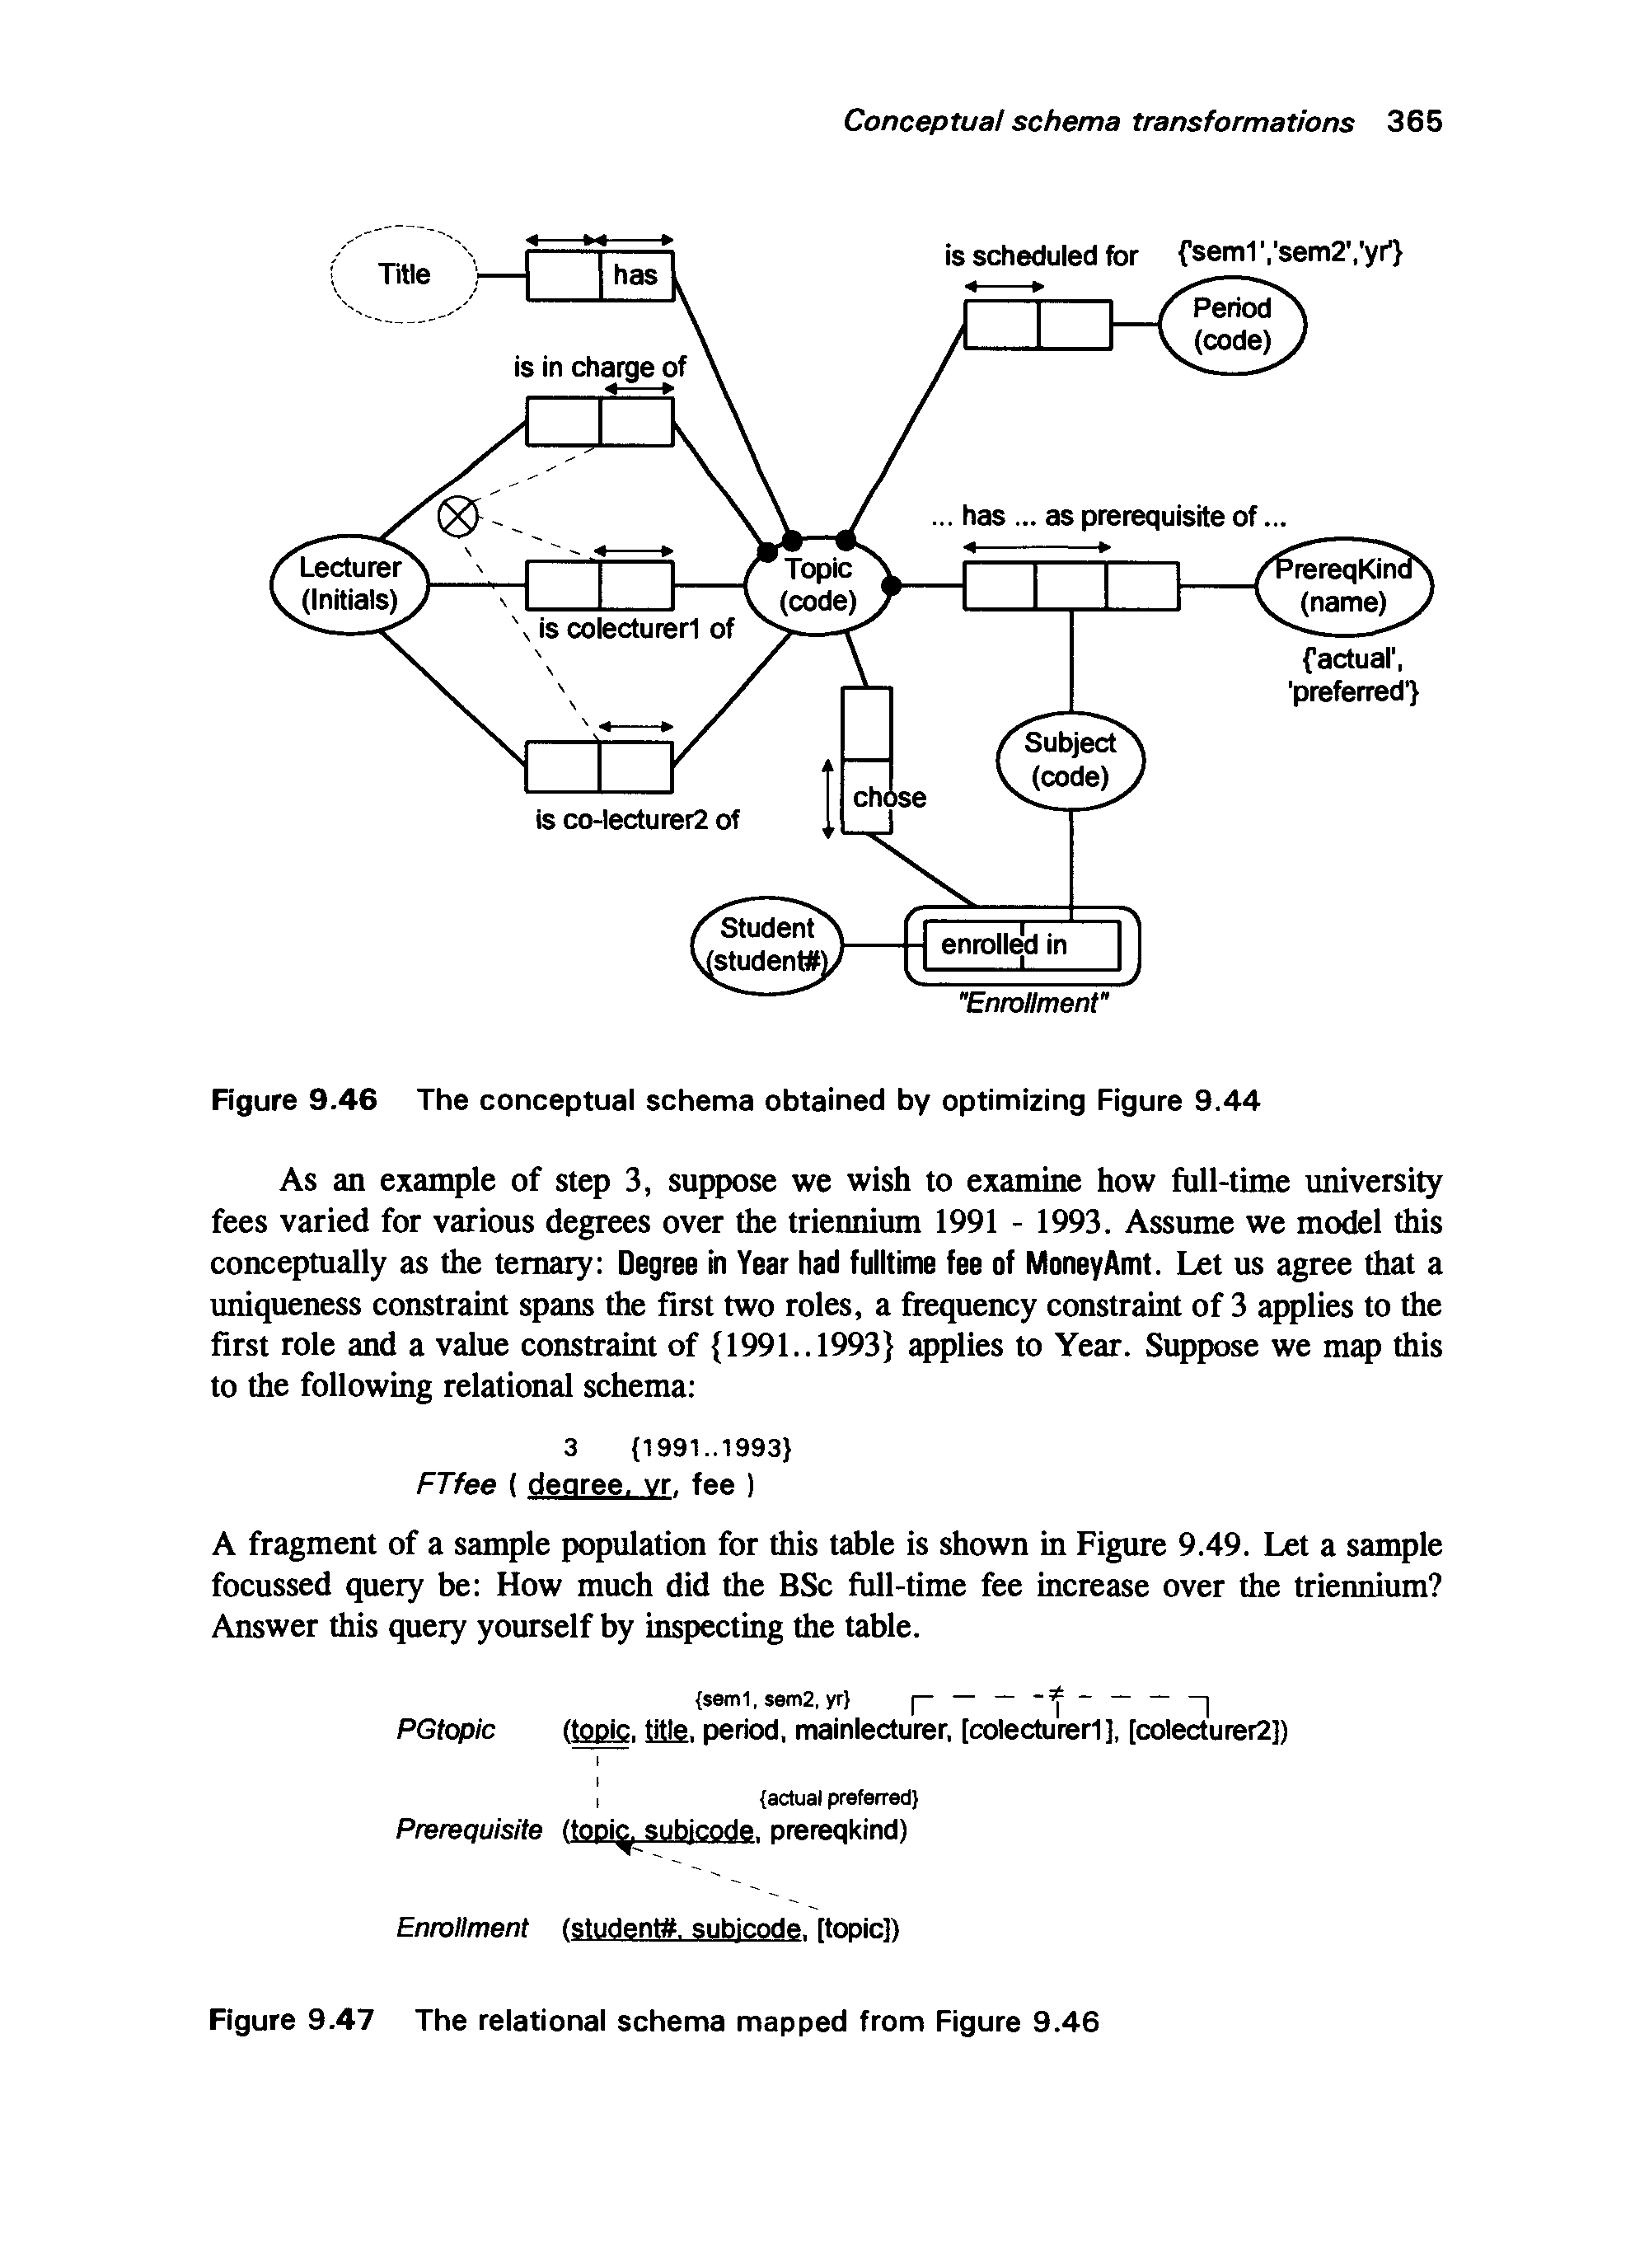 Conceptual schema transformations 365
Title
has
is scheduled for {'sem1','sem2','yr'}
Period
(code)
is in charge of
... has ... as prerequisite of ...
Lecturer
(Initials)
Topic
(code)
PrereqKind
(name)
is colecturer1 of
{'actual',
'preferred'}
Subject
(code)
chose
is co-lecturer2 of
Student
(student#)
enrolled in
"Enrollment"
Figure 9.46 The conceptual schema obtained by optimizing Figure 9.44
As an example of step 3, suppose we wish to examine how full-time university
fees varied for various degrees over the triennium 1991 - 1993. Assume we model this
conceptually as the ternary: Degree in Year had fulltime fee of MoneyAmt. Let us agree that a
uniqueness constraint spans the first two roles, a frequency constraint of 3 applies to the
first role and a value constraint of {1991..1993} applies to Year. Suppose we map this
to the following relational schema:
3 {1991..1993}
FTfee ( degree, yr, fee )
A fragment of a sample population for this table is shown in Figure 9.49. Let a sample
focussed query be: How much did the BSc full-time fee increase over the triennium?
Answer this query yourself by inspecting the table.
{sem1, sem2, yr} ≠
PGtopic (topic, title, period, mainlecturer, [colecturer1], [colecturer2])
{actual preferred}
Prerequisite (topic, subjcode, prereqkind)
Enrollment (student#, subjcode, [topic])
Figure 9.47 The relational schema mapped from Figure 9.46